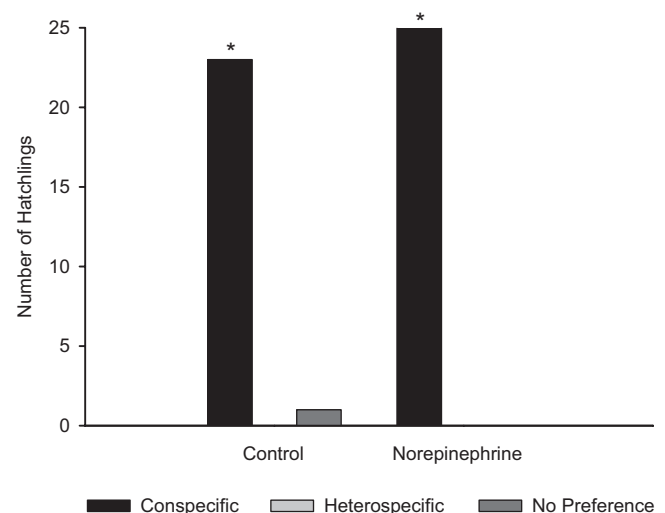 25
20
15
10
5
0
Number of Hatchlings
*
*
Control Norepinephrine
Conspecific Heterospecific No Preference